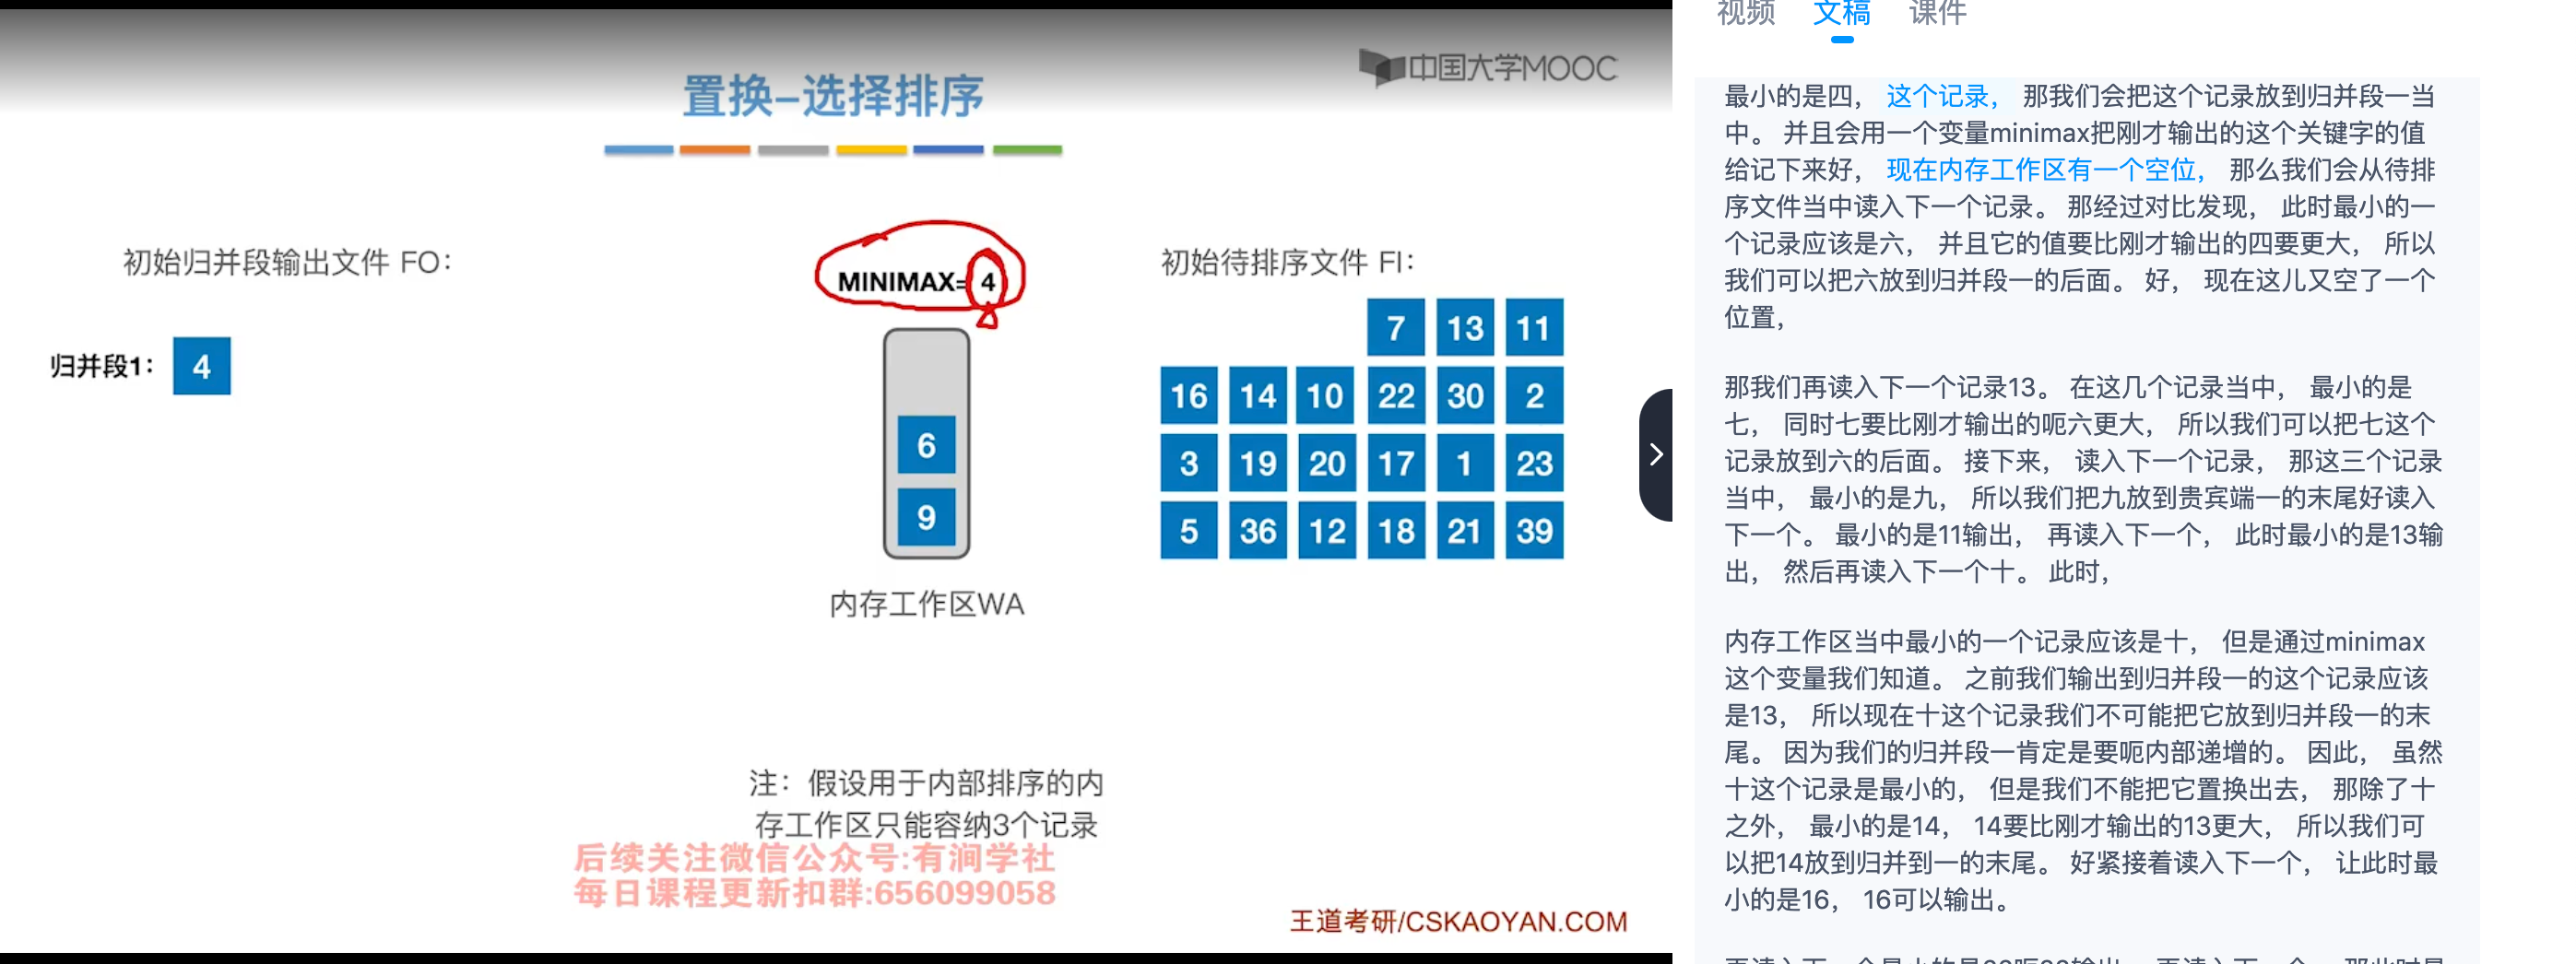 中国大学MOOC
置换-选择排序
初始归并段输出文件 FO：
归并段1：
4
MINIMAX=4
6
9
内存工作区WA
初始待排序文件 FI：
7 13 11
16 14 10 22 30 2
3 19 20 17 1 23
5 36 12 18 21 39
注：假设用于内部排序的内
存工作区只能容纳3个记录
后续关注微信公众号:有涧学社
每日课程更新扣群:656099058
王道考研/CSKAOYAN.COM
视频 文稿 课件
最小的是四， 这个记录， 那我们会把这个记录放到归并段一当
中。 并且会用一个变量minimax把刚才输出的这个关键字的值
给记下来好， 现在内存工作区有一个空位， 那么我们会从待排
序文件当中读入下一个记录。 那经过对比发现， 此时最小的一
个记录应该是六， 并且它的值要比刚才输出的四要更大， 所以
我们可以把六放到归并段一的后面。 好， 现在这儿又空了一个
位置，
那我们再读入下一个记录13。 在这几个记录当中， 最小的是
七， 同时七要比刚才输出的呃六更大， 所以我们可以把七这个
记录放到六的后面。 接下来， 读入下一个记录， 那这三个记录
当中， 最小的是九， 所以我们把九放到贵宾端一的末尾好读入
下一个。 最小的是11输出， 再读入下一个， 此时最小的是13输
出， 然后再读入下一个十。 此时，
内存工作区当中最小的一个记录应该是十， 但是通过minimax
这个变量我们知道。 之前我们输出到归并段一的这个记录应该
是13， 所以现在十这个记录我们不可能把它放到归并段一的末
尾。 因为我们的归并段一肯定是要呃内部递增的。 因此， 虽然
十这个记录是最小的， 但是我们不能把它置换出去， 那除了十
之外， 最小的是14， 14要比刚才输出的13更大， 所以我们可
以把14放到归并到一的末尾。 好紧接着读入下一个， 让此时最
小的是16， 16可以输出。